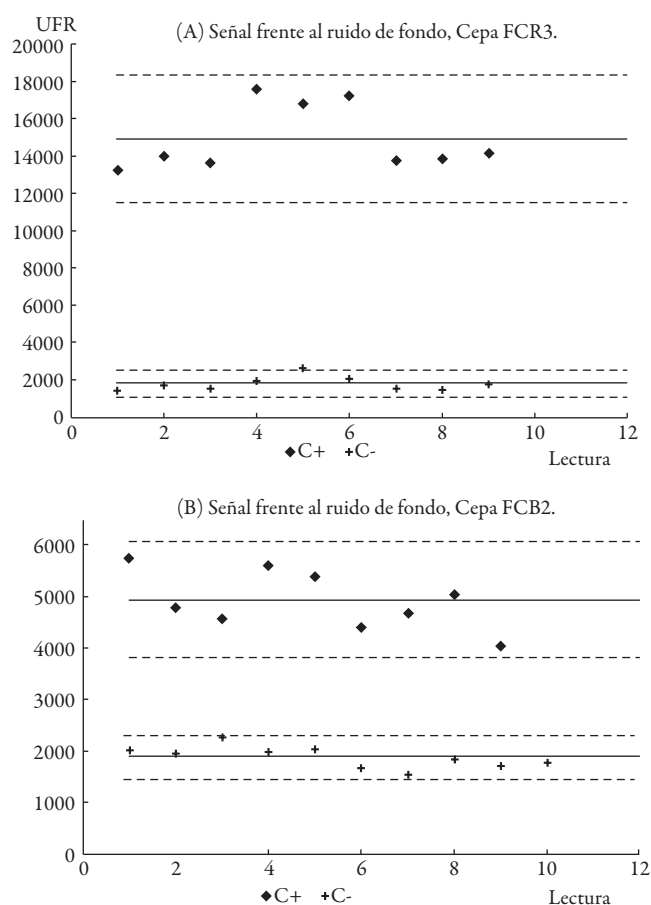 UFR
(A) Señal frente al ruido de fondo, Cepa FCR3.
20000
18000
16000
14000
12000
10000
8000
6000
4000
2000
0
0 2 4 6 8 10 12
C+ C-
Lectura
(B) Señal frente al ruido de fondo, Cepa FCB2.
6000
5000
4000
3000
2000
1000
0
0 2 4 6 8 10 12
C+ C-
Lectura